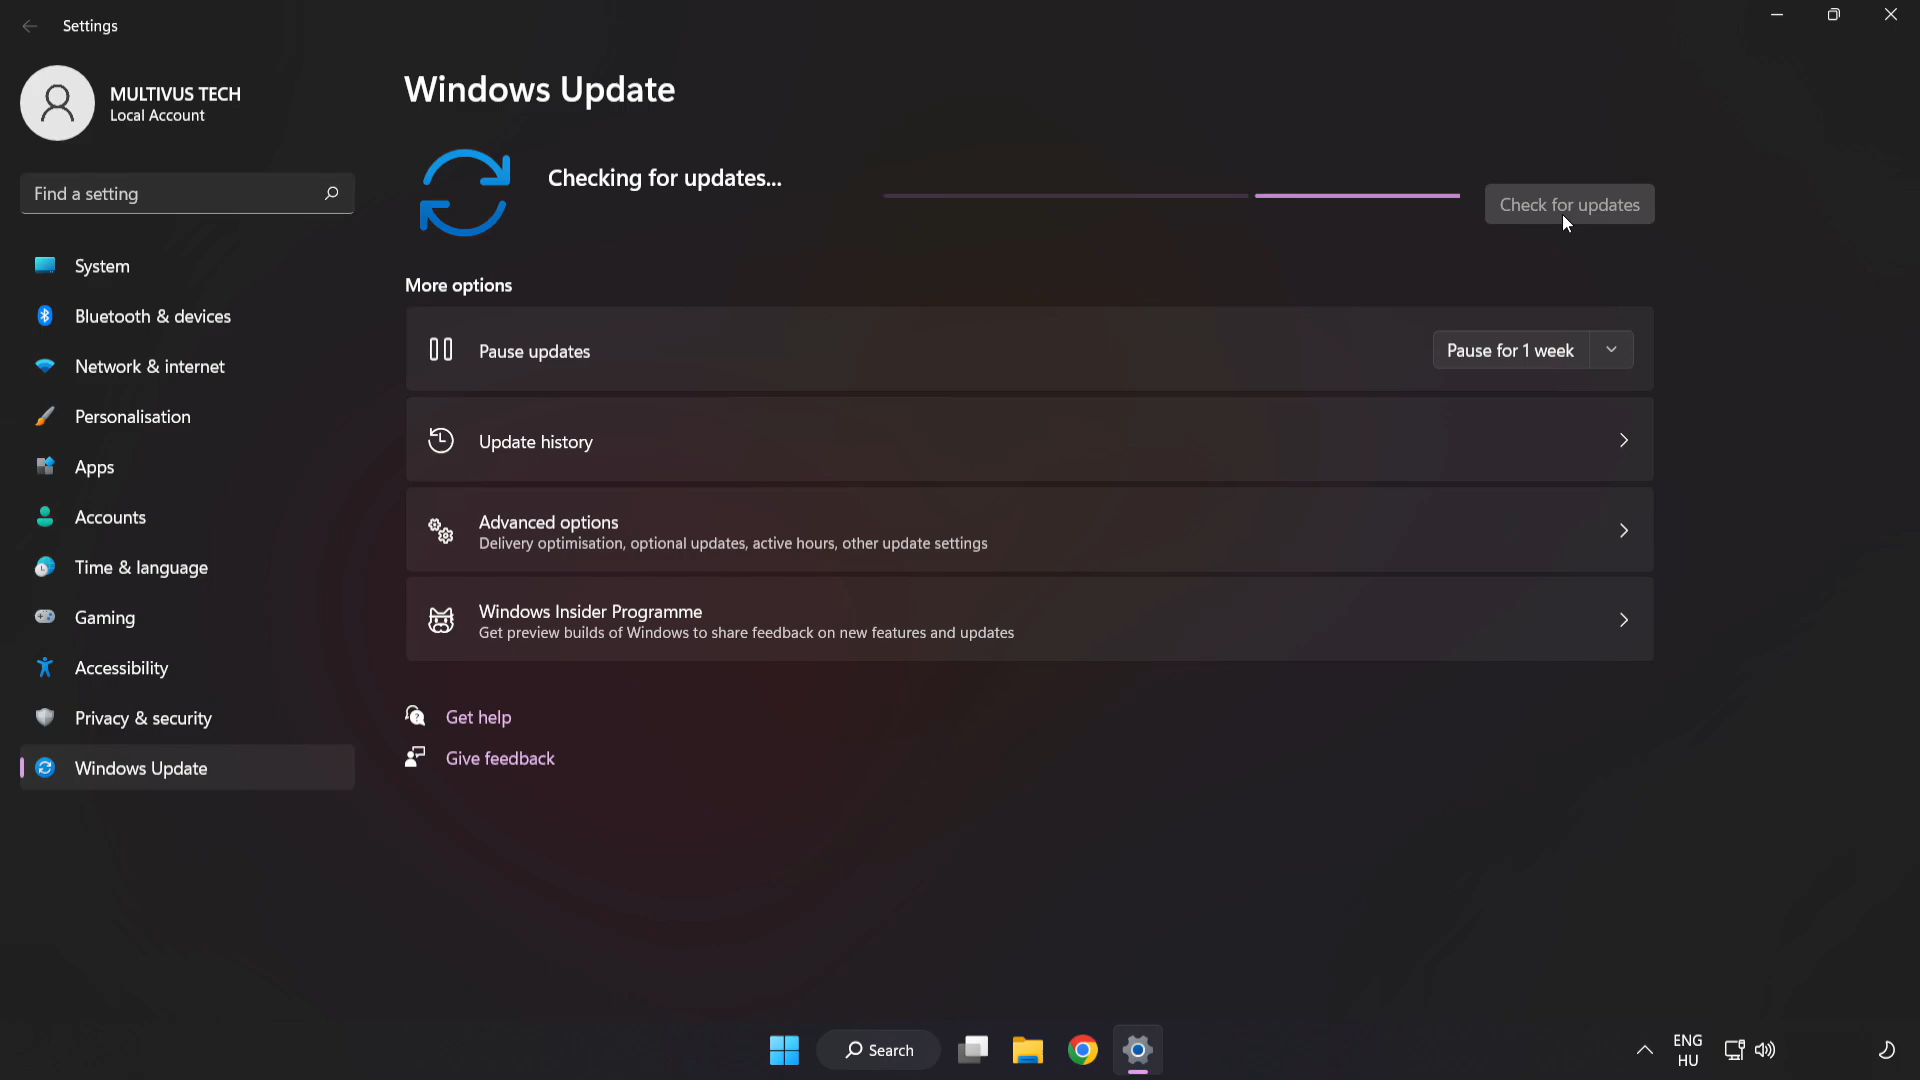 Settings
MULTIVUS TECH
Local Account
Find a setting
System
Bluetooth & devices
Network & internet
Personalisation
Apps
Accounts
Time & language
Gaming
Accessibility
Privacy & security
Windows Update
Windows Update
Checking for updates...
Check for updates
More options
Pause updates
Pause for 1 week
Update history
Advanced options
Delivery optimisation, optional updates, active hours, other update settings
Windows Insider Programme
Get preview builds of Windows to share feedback on new features and updates
Get help
Give feedback
Search
ENG
HU